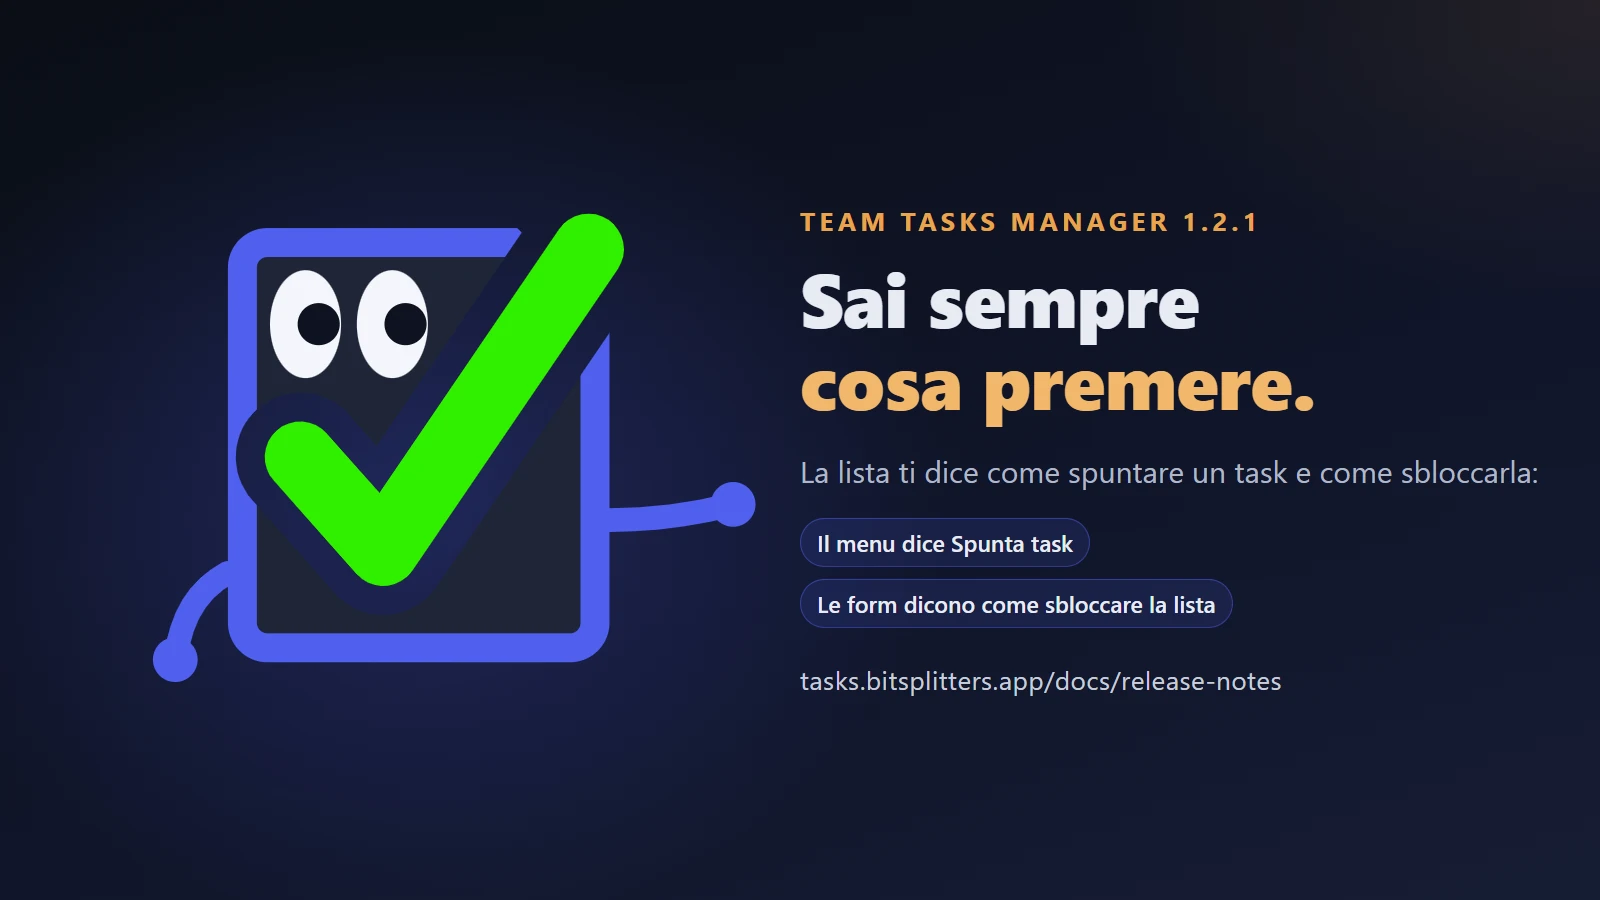 TEAM TASKS MANAGER 1.2.1
Sai sempre
cosa premere.
La lista ti dice come spuntare un task e come sbloccarla:
Il menu dice Spunta task
Le form dicono come sbloccare la lista
tasks.bitsplitters.app/docs/release-notes